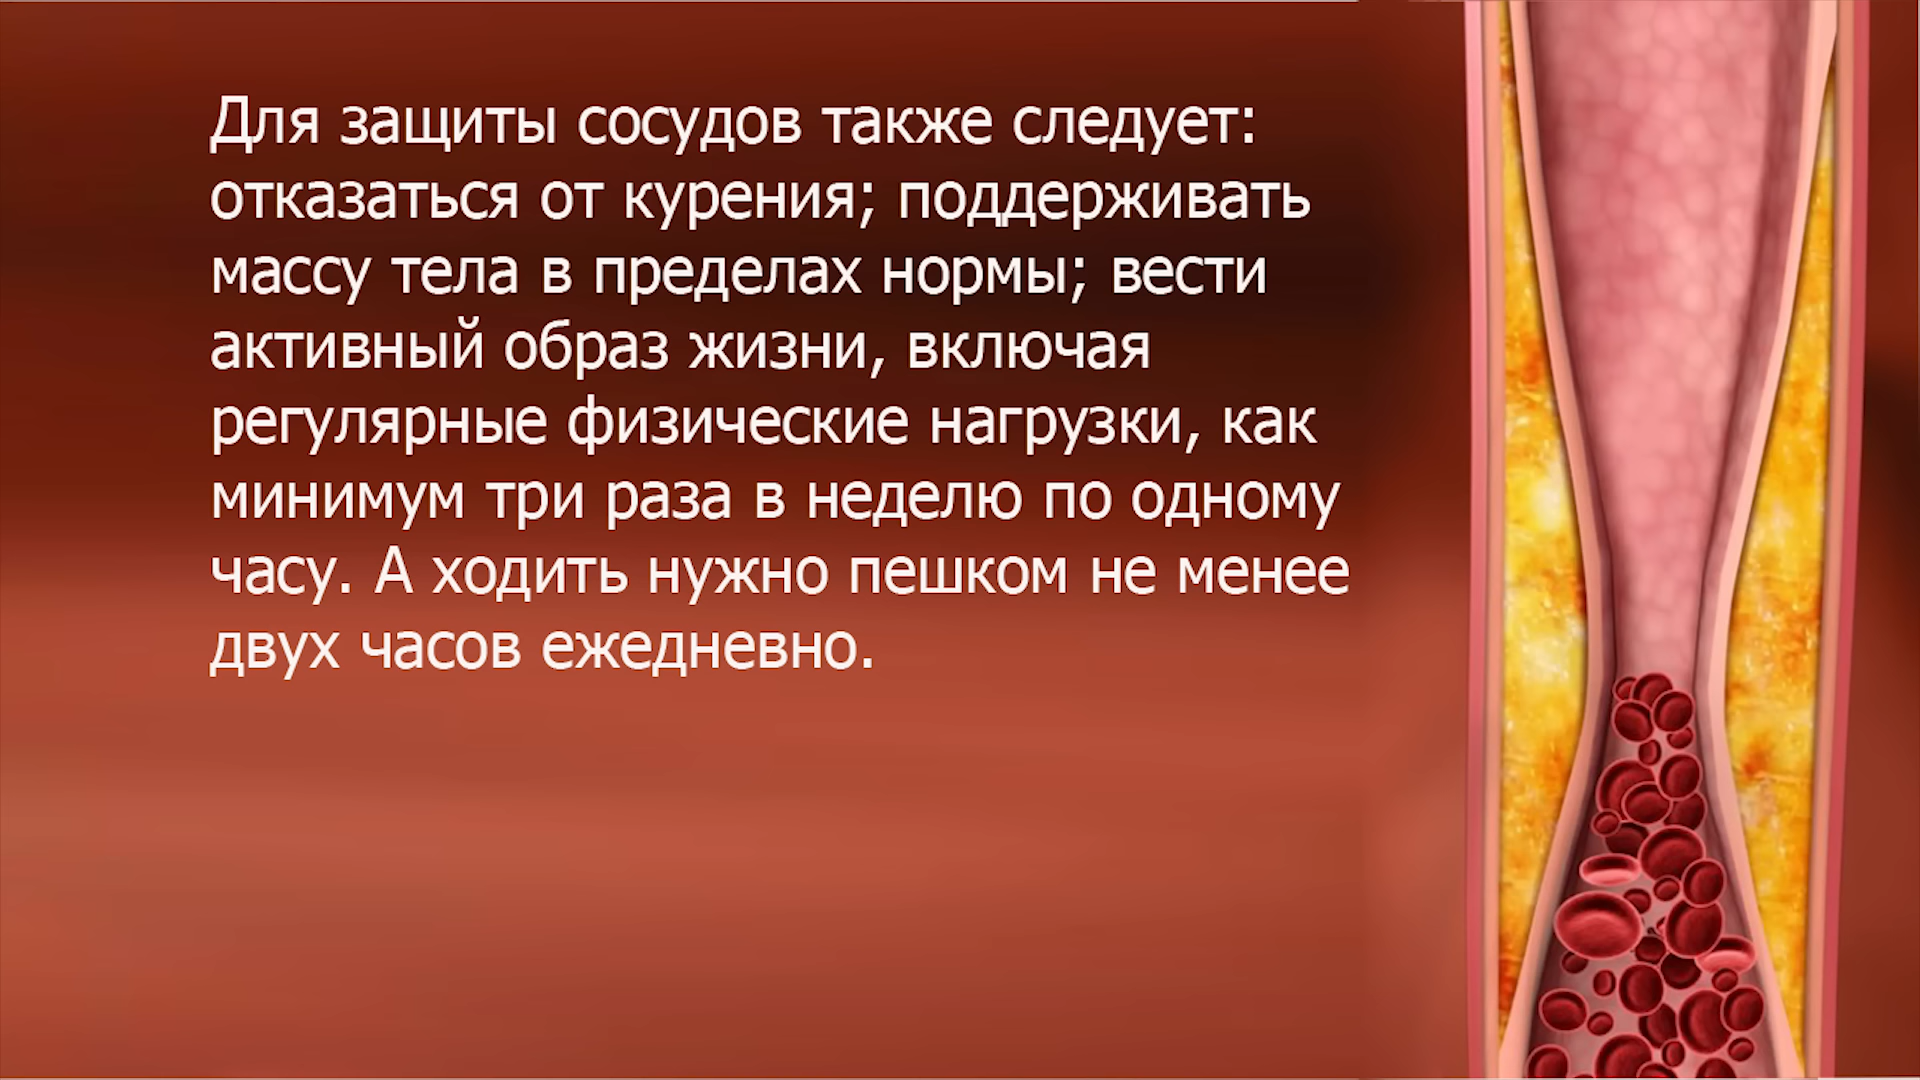 Для защиты сосудов также следует:
отказаться от курения; поддерживать
массу тела в пределах нормы; вести
активный образ жизни, включая
регулярные физические нагрузки, как
минимум три раза в неделю по одному
часу. А ходить нужно пешком не менее
двух часов ежедневно.